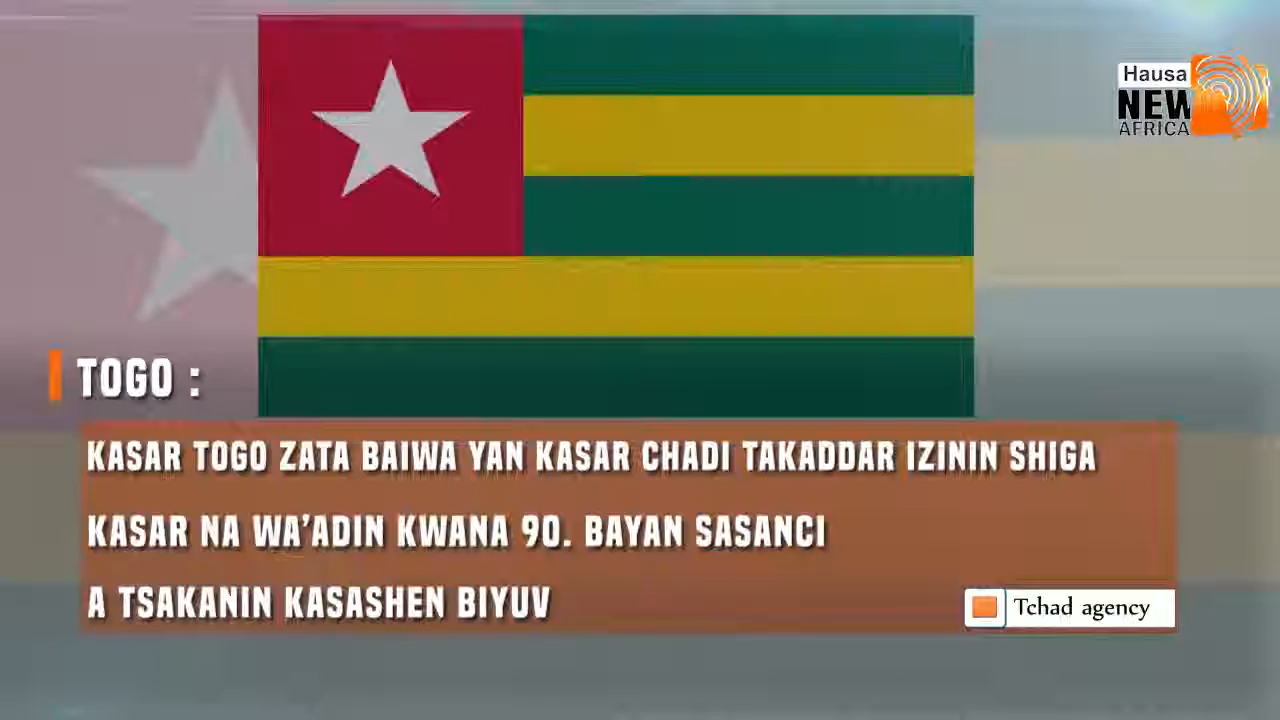 Hausa
NEW
AFRICA
TOGO :
KASAR TOGO ZATA BAIWA YAN KASAR CHADI TAKADDAR IZININ SHIGA
KASAR NA WA'ADIN KWANA 90. BAYAN SASANCI
A TSAKANIN KASASHEN BIYUV
Tchad agency